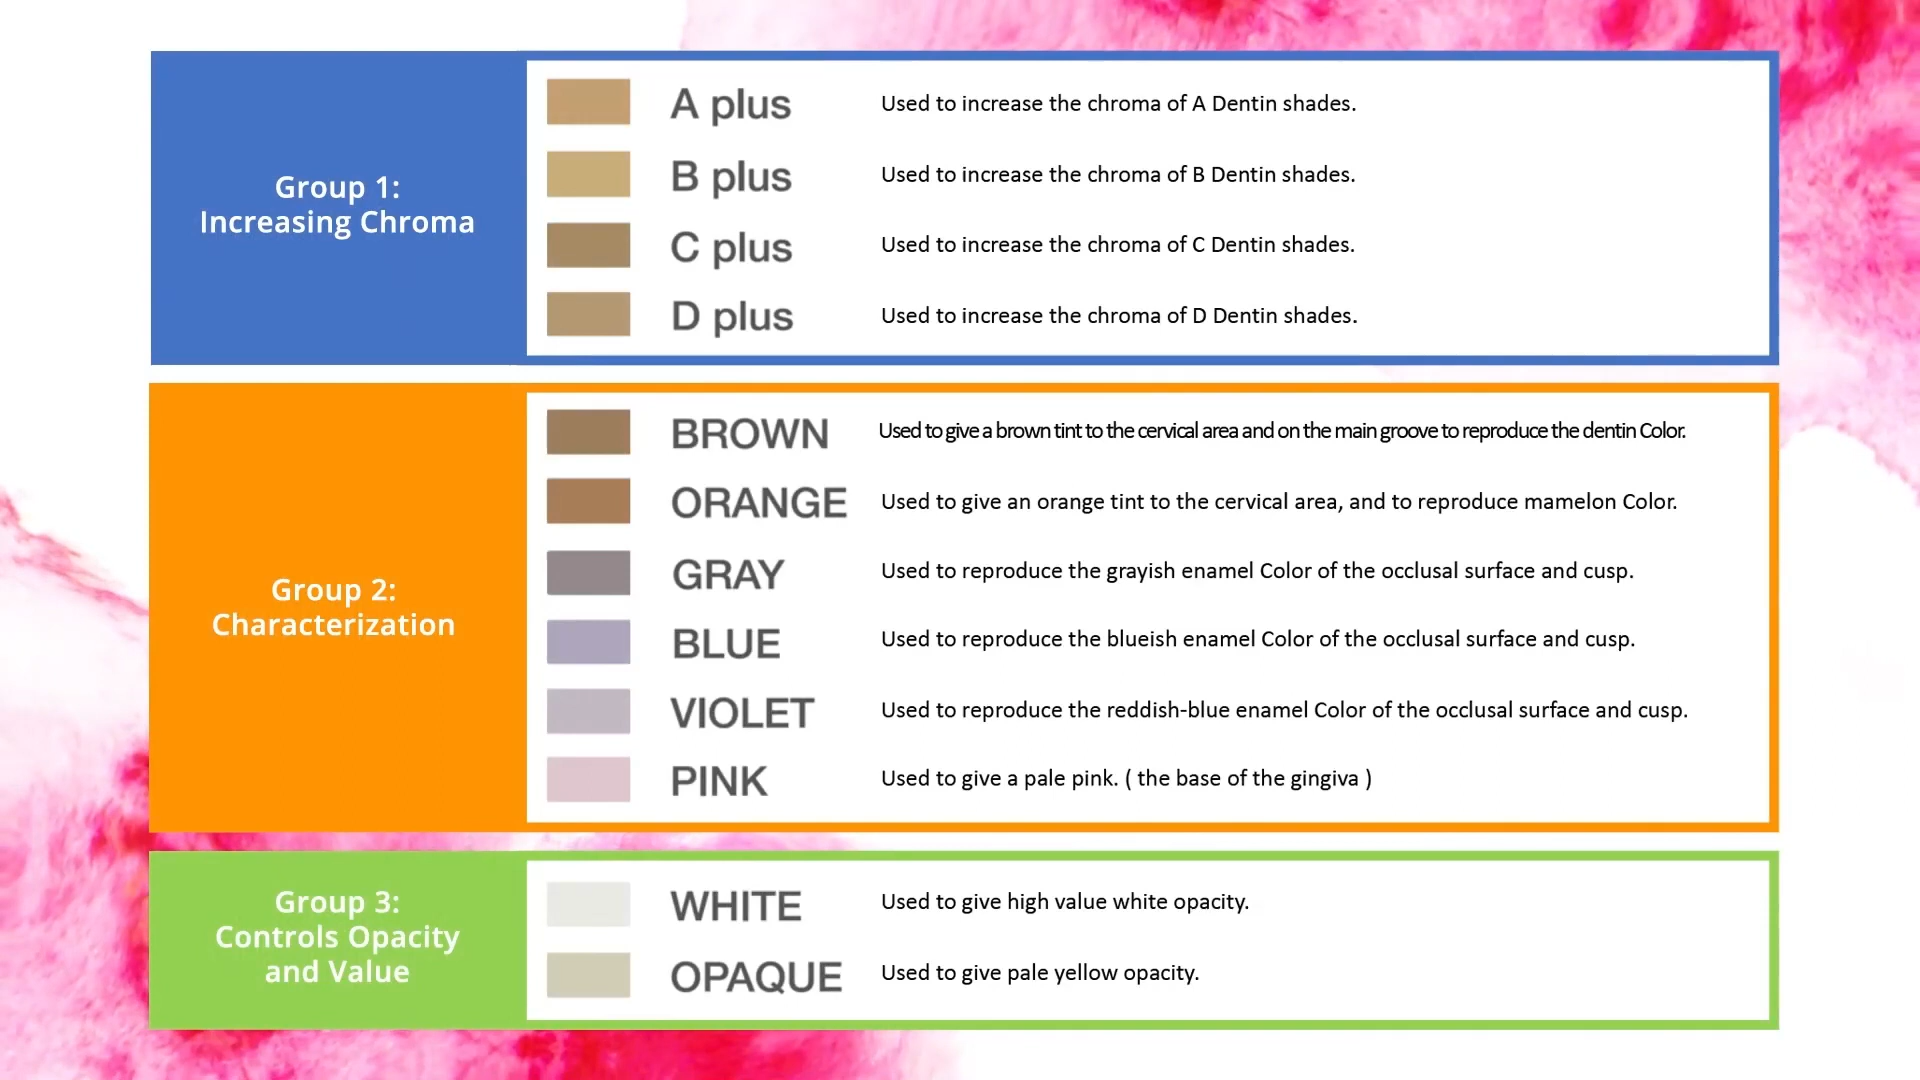 Group 1:
Increasing Chroma
A plus Used to increase the chroma of A Dentin shades.
B plus Used to increase the chroma of B Dentin shades.
C plus Used to increase the chroma of C Dentin shades.
D plus Used to increase the chroma of D Dentin shades.
Group 2:
Characterization
BROWN Used to give a brown tint to the cervical area and on the main groove to reproduce the dentin Color.
ORANGE Used to give an orange tint to the cervical area, and to reproduce mamelon Color.
GRAY Used to reproduce the grayish enamel Color of the occlusal surface and cusp.
BLUE Used to reproduce the blueish enamel Color of the occlusal surface and cusp.
VIOLET Used to reproduce the reddish-blue enamel Color of the occlusal surface and cusp.
PINK Used to give a pale pink. ( the base of the gingiva )
Group 3:
Controls Opacity
and Value
WHITE Used to give high value white opacity.
OPAQUE Used to give pale yellow opacity.